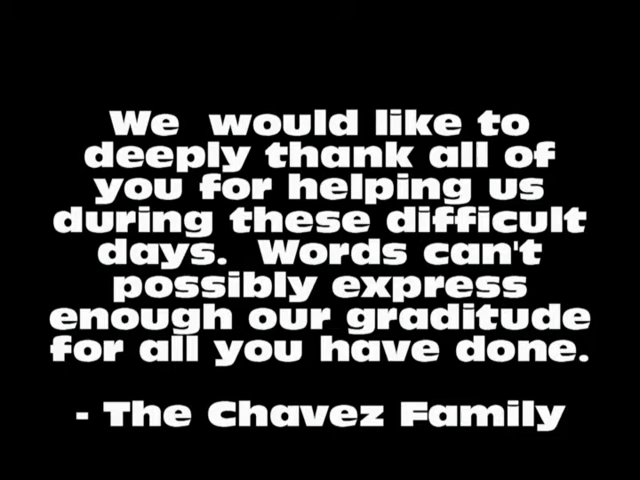 We  would like to
deeply thank all of
you for helping us
during these difficult
days.  Words can't
possibly express
enough our graditude
for all you have done.
- The Chavez Family